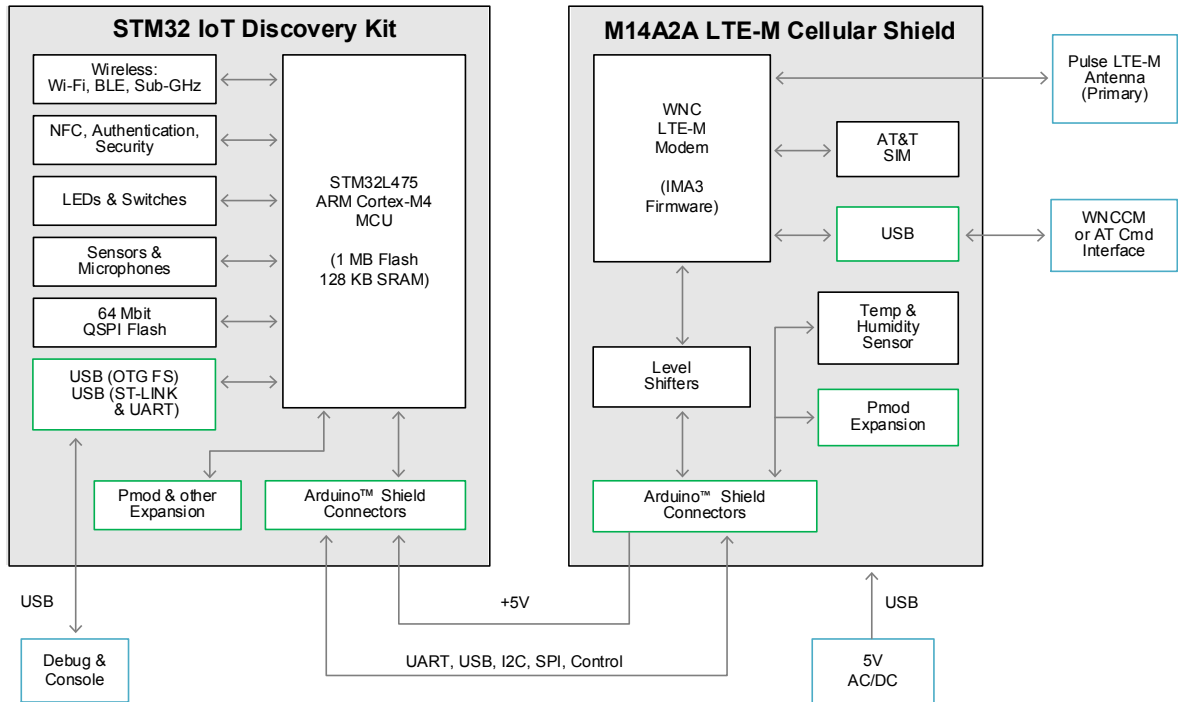 STM32 IoT Discovery Kit
Wireless:
Wi-Fi, BLE, Sub-GHz
NFC, Authentication,
Security
LEDs & Switches
Sensors &
Microphones
64 Mbit
QSPI Flash
USB (OTG FS)
USB (ST-LINK
& UART)
STM32L475
ARM Cortex-M4
MCU
(1 MB Flash
128 KB SRAM)
Pmod & other
Expansion
Arduino™ Shield
Connectors
M14A2A LTE-M Cellular Shield
WNC
LTE-M
Modem
(IMA3
Firmware)
AT&T
SIM
USB
Temp &
Humidity
Sensor
Level
Shifters
Pmod
Expansion
Arduino™ Shield
Connectors
Pulse LTE-M
Antenna
(Primary)
WNCCM
or AT Cmd
Interface
USB
+5V
USB
Debug &
Console
UART, USB, I2C, SPI, Control
5V
AC/DC